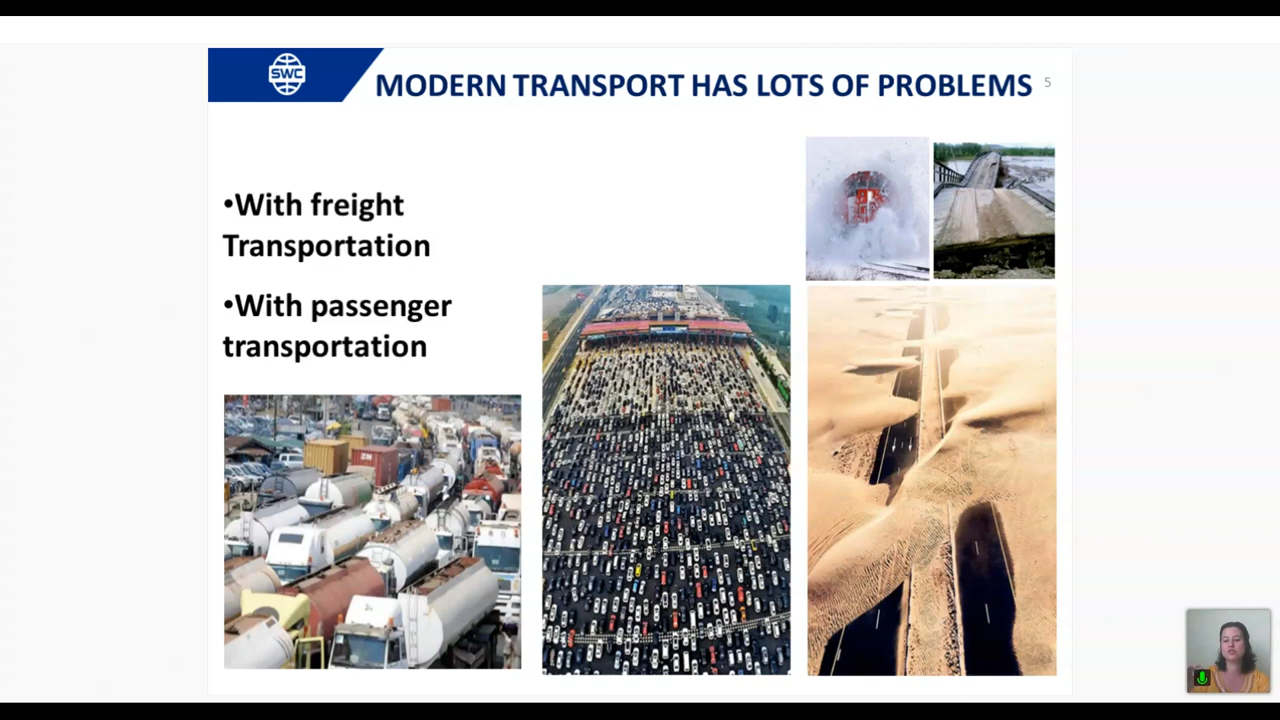 SWC
MODERN TRANSPORT HAS LOTS OF PROBLEMS
5
•With freight
Transportation
•With passenger
transportation